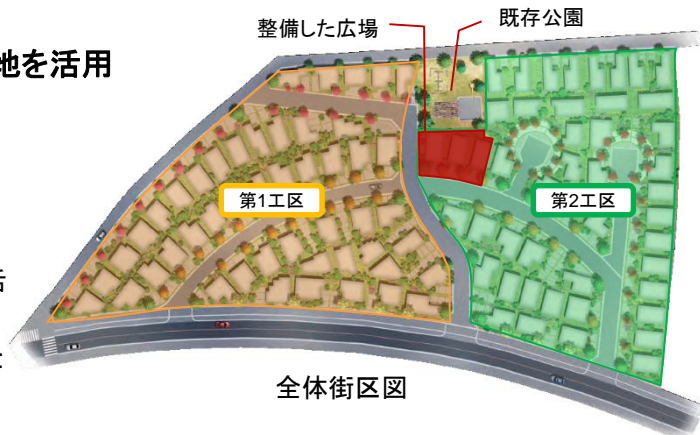 整備した広場
既存公園
地を活用
第1工区
第2工区
全体街区図